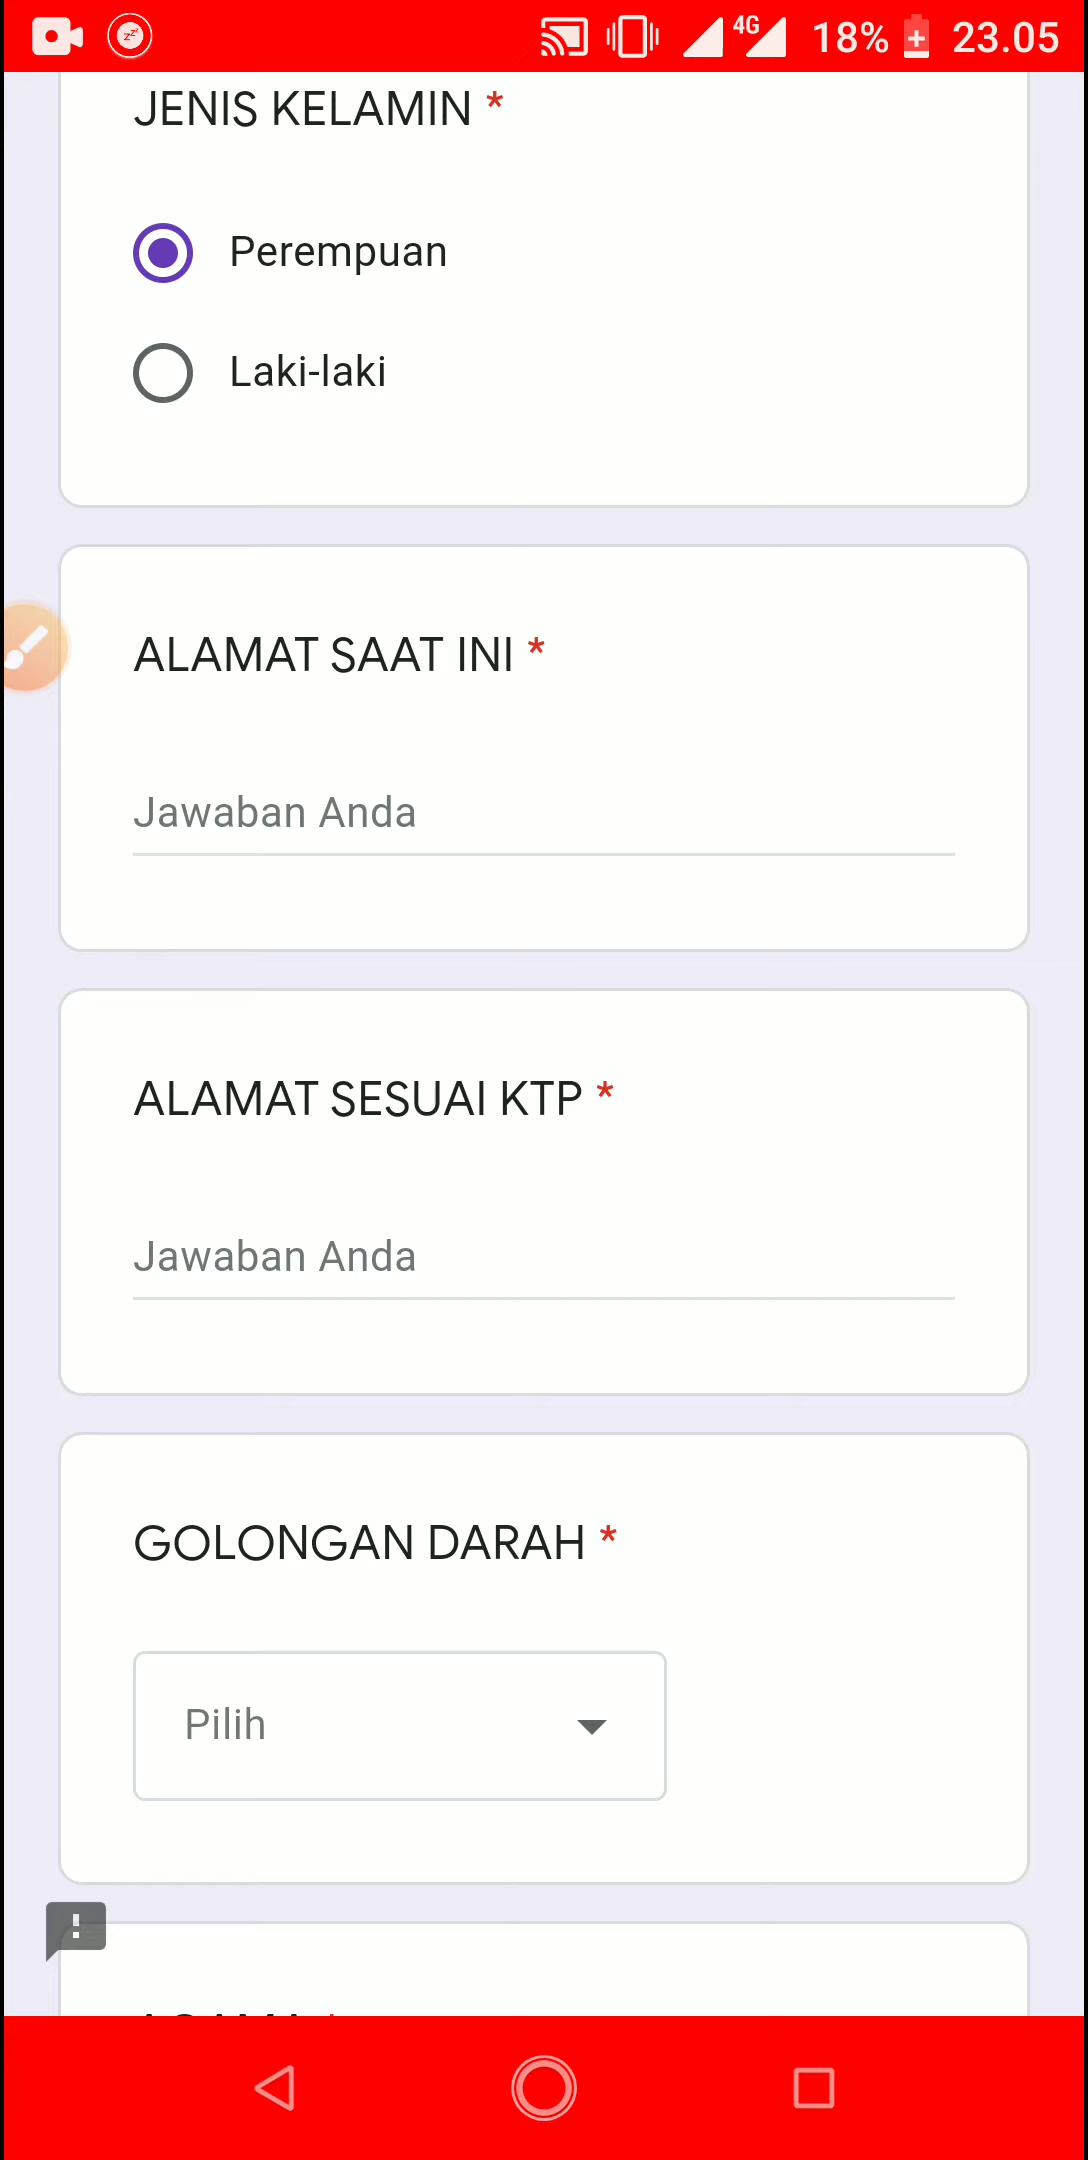 4G 18% 23.05
JENIS KELAMIN *
Perempuan
Laki-laki
ALAMAT SAAT INI *
Jawaban Anda
ALAMAT SESUAI KTP *
Jawaban Anda
GOLONGAN DARAH *
Pilih